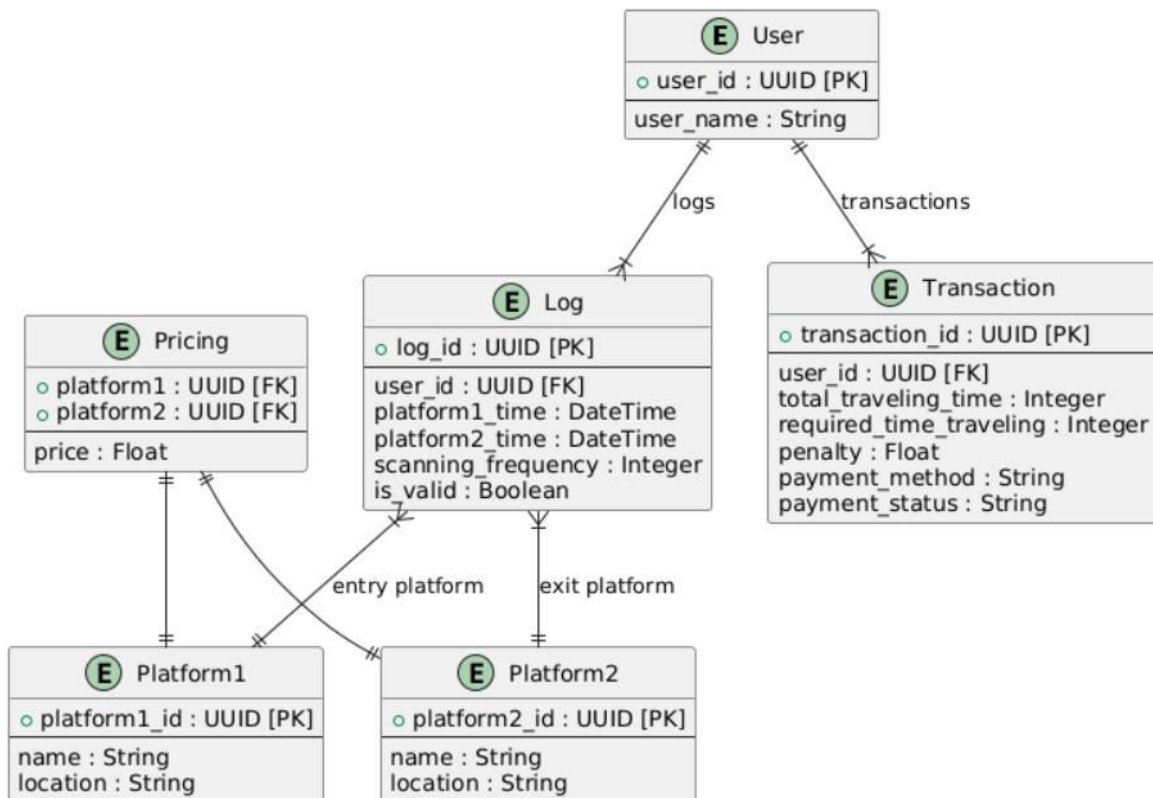 E User
user_id : UUID [PK]
user_name : String
logs
transactions
E Log
log_id : UUID [PK]
user_id : UUID [FK]
platform1_time : DateTime
platform2_time : DateTime
scanning_frequency : Integer
is_valid : Boolean
E Transaction
transaction_id : UUID [PK]
user_id : UUID [FK]
total_traveling_time : Integer
required_time_traveling : Integer
penalty : Float
payment_method : String
payment_status : String
E Pricing
platform1 : UUID [FK]
platform2 : UUID [FK]
price : Float
entry platform
exit platform
E Platform1
platform1_id : UUID [PK]
name : String
location : String
E Platform2
platform2_id : UUID [PK]
name : String
location : String